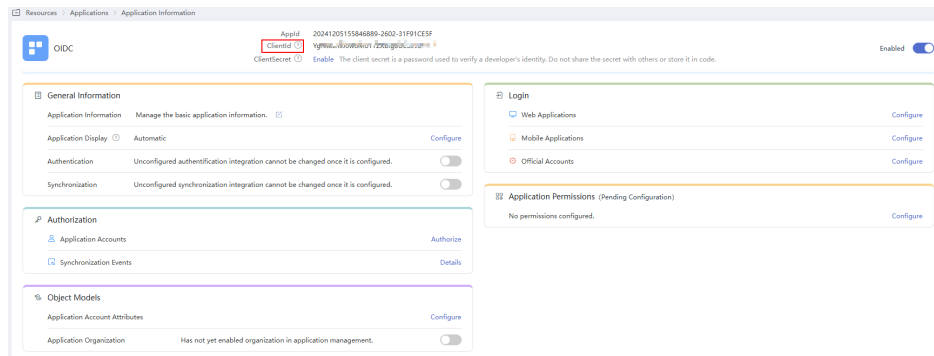 Resources > Applications > Application Information
OIDC
AppId 20241205155846889-2602-31F91CE5F
ClientId
ClientSecret Enable The client secret is a password used to verify a developer's identity. Do not share the secret with others or store it in code.
Enabled
General Information
Application Information Manage the basic application information.
Application Display Automatic Configure
Authentication Unconfigured authentification integration cannot be changed once it is configured.
Synchronization Unconfigured synchronization integration cannot be changed once it is configured.
Authorization
Application Accounts Authorize
Synchronization Events Details
Object Models
Application Account Attributes Configure
Application Organization Has not yet enabled organization in application management.
Login
Web Applications Configure
Mobile Applications Configure
Official Accounts Configure
Application Permissions (Pending Configuration)
No permissions configured. Configure